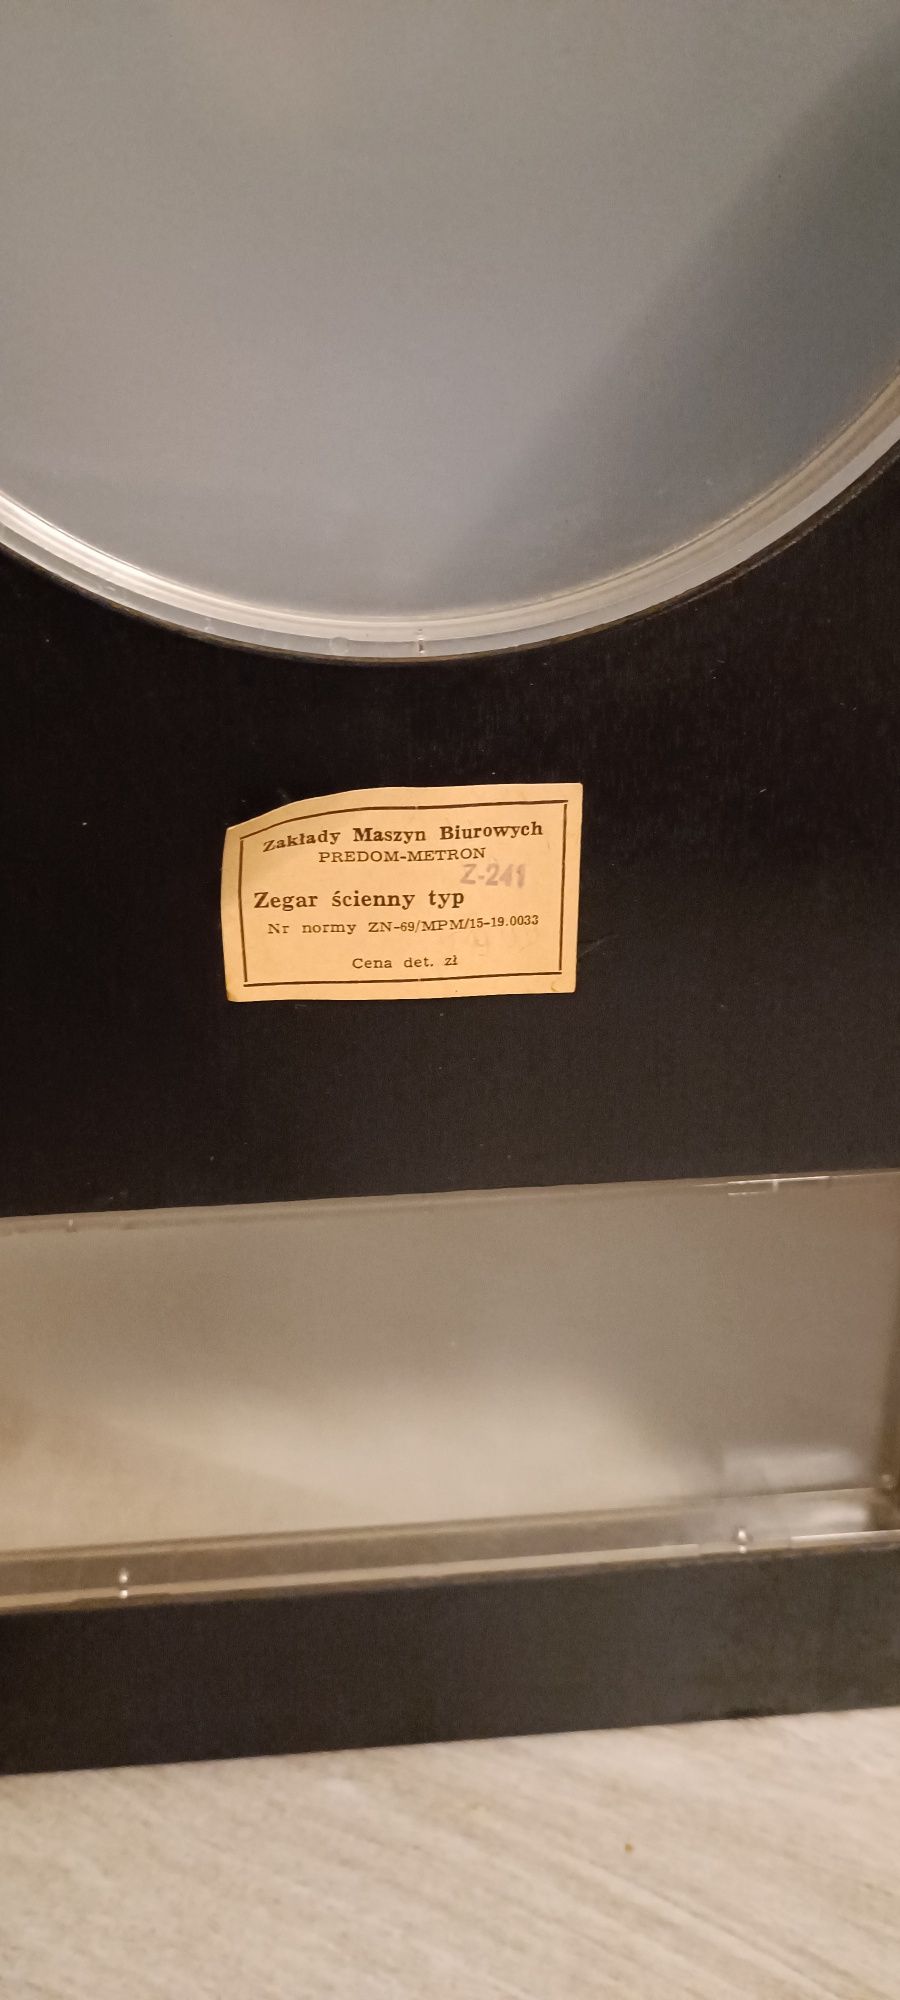 Zakłady Maszyn Biurowych
PREDOM-METRON
Z-241
Zegar ścienny typ
Nr normy ZN-69/MPM/15-19.0033
Cena det. zł